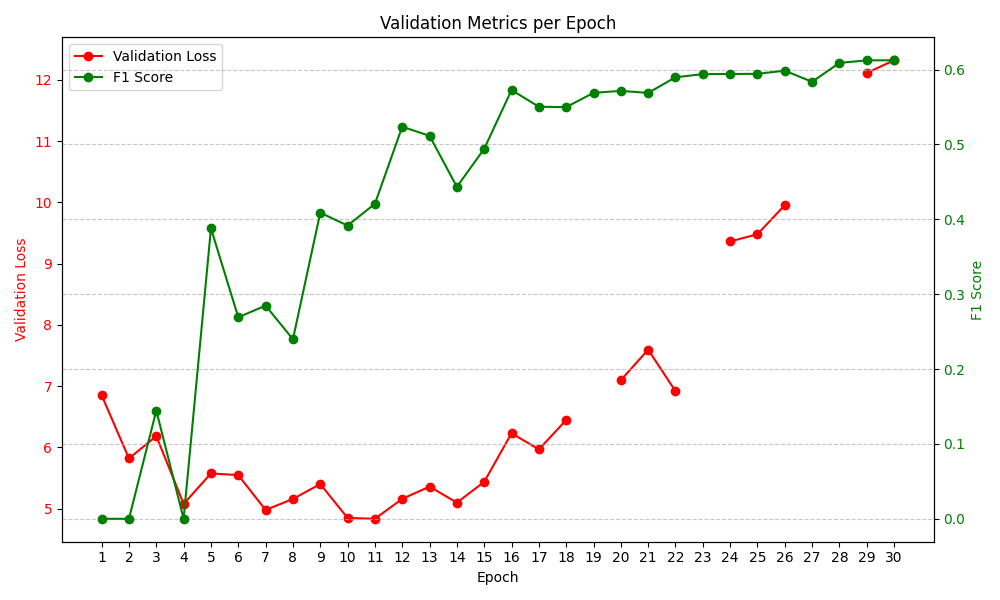 Validation Metrics per Epoch
Validation Loss
F1 Score
12
11
10
9
8
7
6
5
Validation Loss
0.6
0.5
0.4
0.3
0.2
0.1
0.0
F1 Score
1 2 3 4 5 6 7 8 9 10 11 12 13 14 15 16 17 18 19 20 21 22 23 24 25 26 27 28 29 30
Epoch